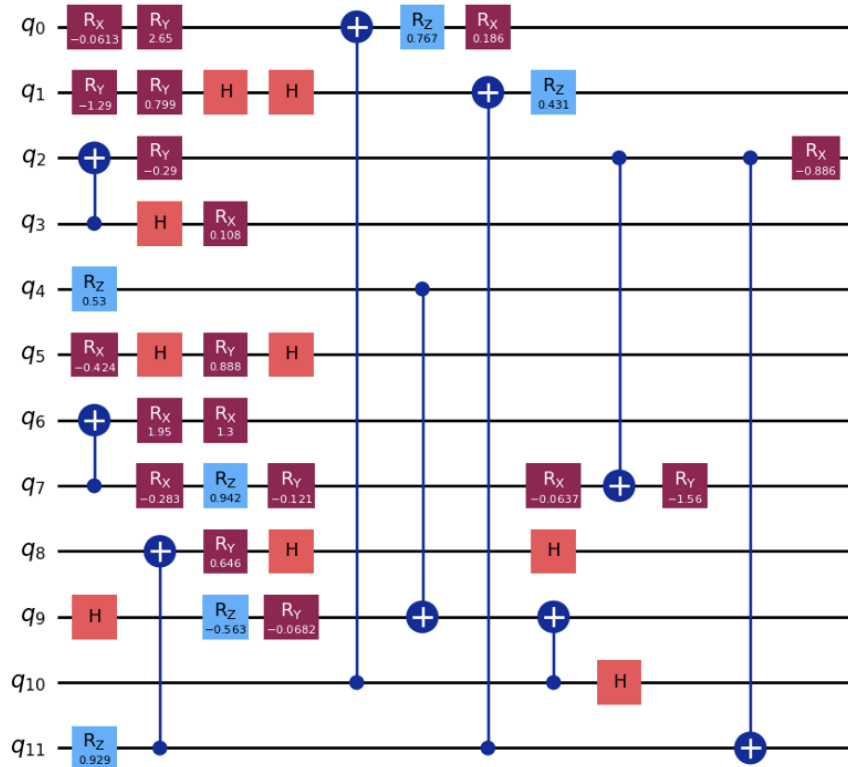 q0 RX −0.0613 RY 2.65 RZ 0.767 RX 0.186
q1 RY −1.29 RY 0.799 H H RZ 0.431
q2 RY −0.29 RX −0.886
q3 H RX 0.108
q4 RZ 0.53
q5 RX −0.424 H RY 0.888 H
q6 RX 1.95 RX 1.3
q7 RX −0.283 RZ 0.942 RY −0.121 RX −0.0637 RY −1.56
q8 RY 0.646 H H
q9 H RZ −0.563 RY −0.0682
q10 H
q11 RZ 0.929